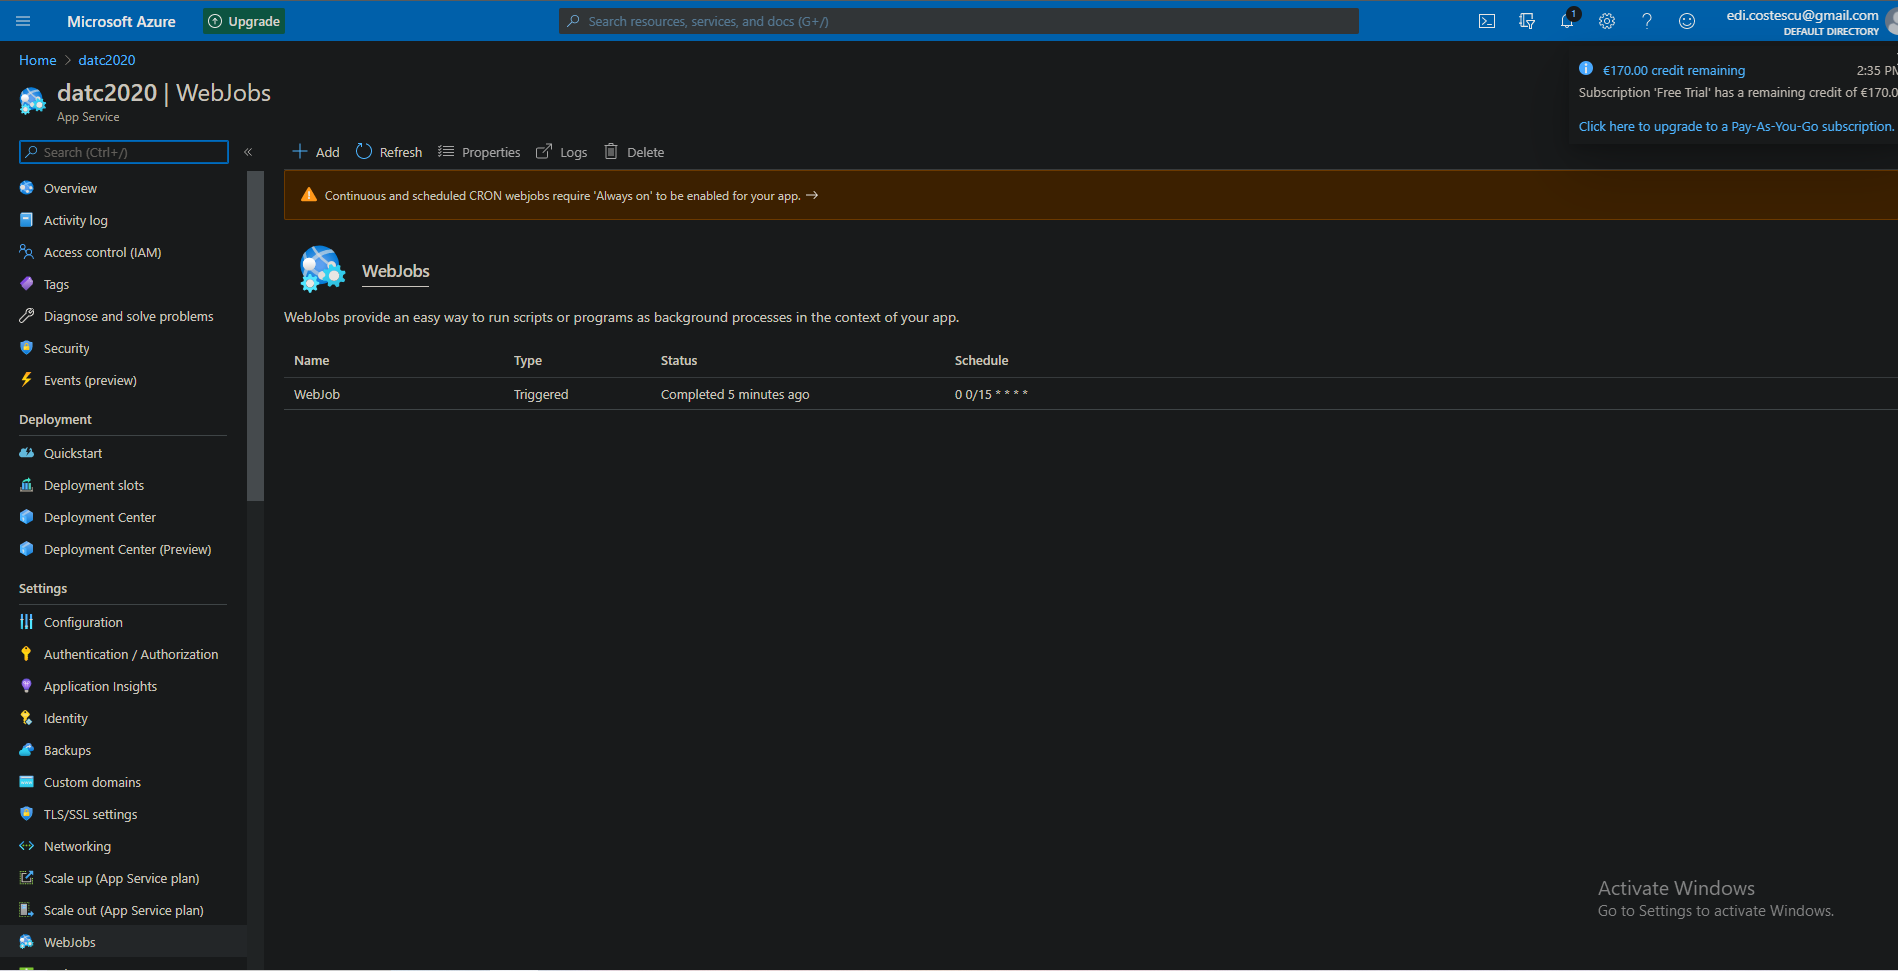 Microsoft Azure
Upgrade
Search resources, services, and docs (G+/)
1
edi.costescu@gmail.com
DEFAULT DIRECTORY
Home > datc2020
€170.00 credit remaining
2:35 PM
Subscription 'Free Trial' has a remaining credit of €170.0
Click here to upgrade to a Pay-As-You-Go subscription.
datc2020 | WebJobs
App Service
Search (Ctrl+/)
«
Add
Refresh
Properties
Logs
Delete
Continuous and scheduled CRON webjobs require 'Always on' to be enabled for your app. →
WebJobs
WebJobs provide an easy way to run scripts or programs as background processes in the context of your app.
Name Type Status Schedule
WebJob Triggered Completed 5 minutes ago 0 0/15 * * * *
Overview
Activity log
Access control (IAM)
Tags
Diagnose and solve problems
Security
Events (preview)
Deployment
Quickstart
Deployment slots
Deployment Center
Deployment Center (Preview)
Settings
Configuration
Authentication / Authorization
Application Insights
Identity
Backups
Custom domains
TLS/SSL settings
Networking
Scale up (App Service plan)
Scale out (App Service plan)
WebJobs
Activate Windows
Go to Settings to activate Windows.